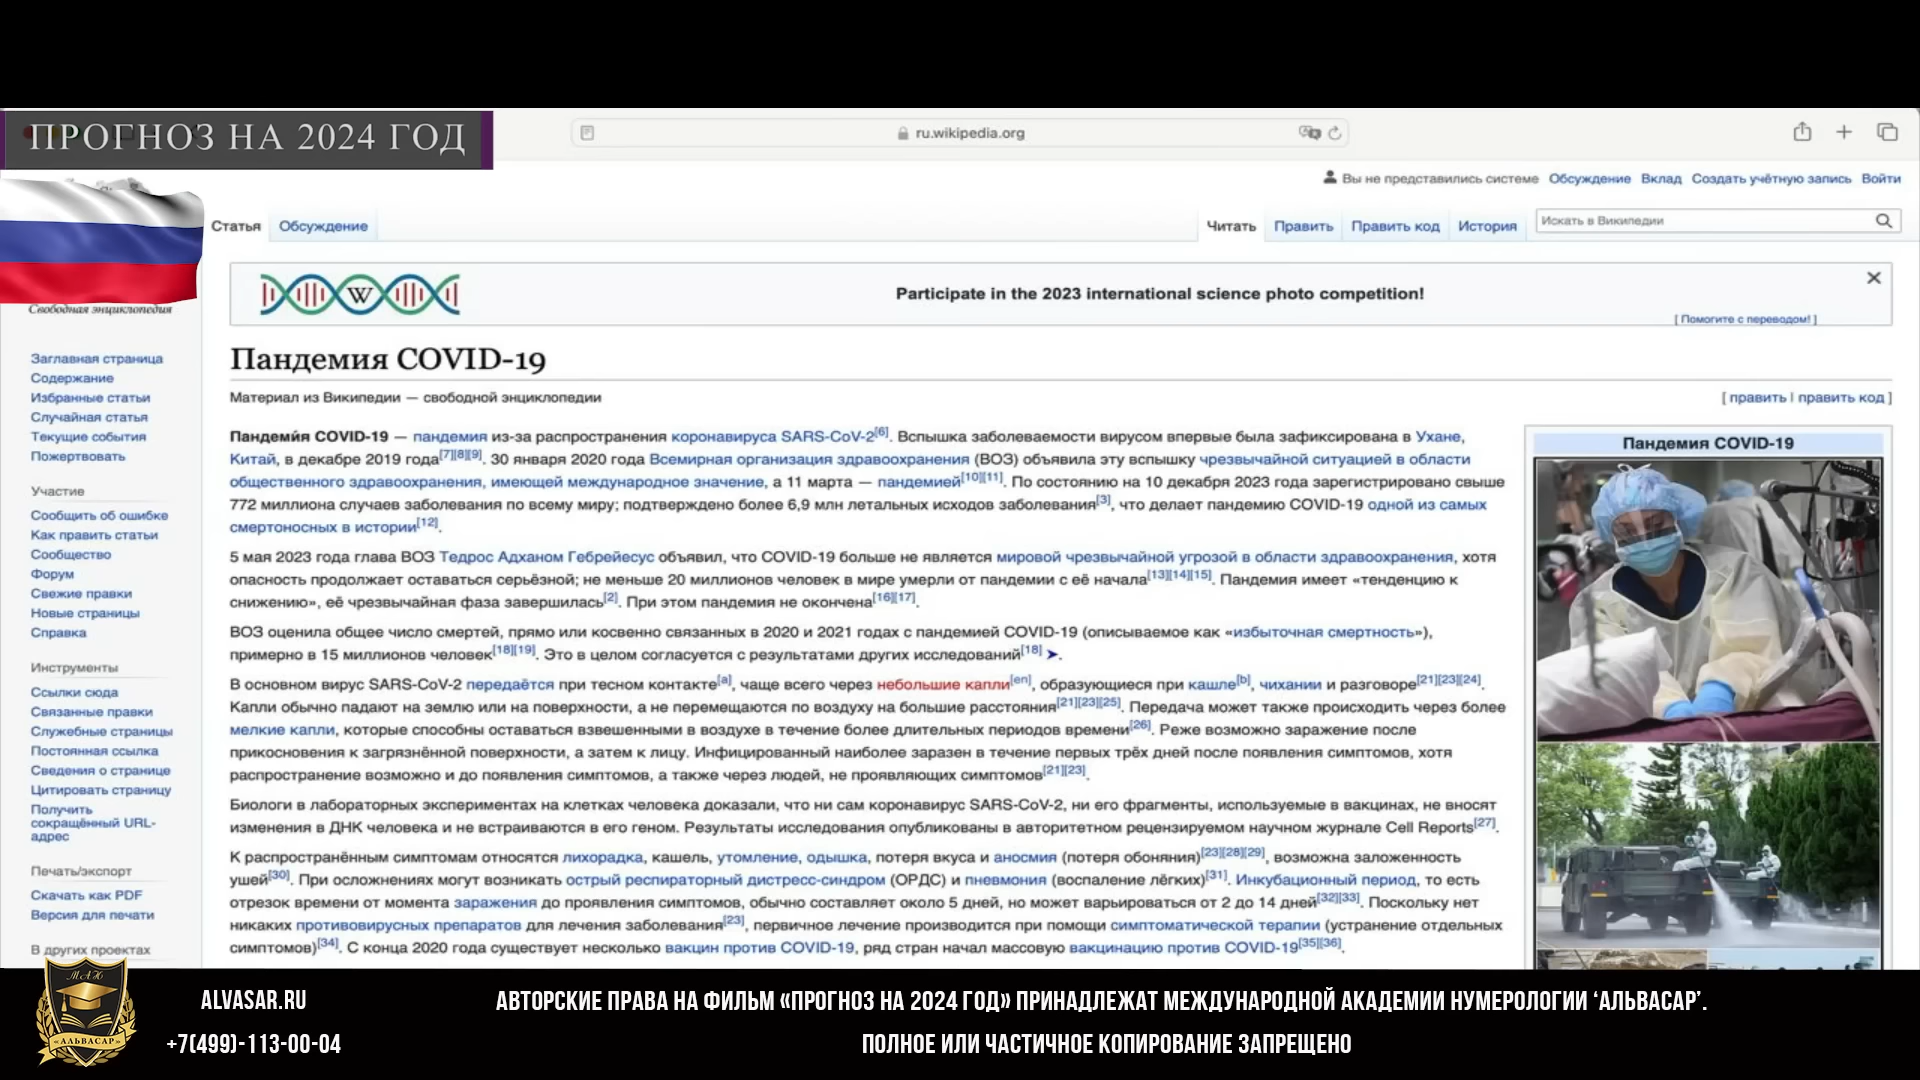 ПРОГНОЗ НА 2024 ГОД
ru.wikipedia.org
Вы не представились системе Обсуждение Вклад Создать учётную запись Войти
Статья Обсуждение Читать Править Править код История Искать в Википедии
W
Participate in the 2023 international science photo competition!
[ Помогите с переводом! ]
Свободная энциклопедия
Заглавная страница
Содержание
Избранные статьи
Случайная статья
Текущие события
Пожертвовать
Участие
Сообщить об ошибке
Как править статьи
Сообщество
Форум
Свежие правки
Новые страницы
Справка
Инструменты
Ссылки сюда
Связанные правки
Служебные страницы
Постоянная ссылка
Сведения о странице
Цитировать страницу
Получить
сокращённый URL-
адрес
Печать/экспорт
Скачать как PDF
Версия для печати
В других проектах
Пандемия COVID-19
Материал из Википедии — свободной энциклопедии
[ править | править код ]
Пандеми́я COVID-19 — пандемия из-за распространения коронавируса SARS-CoV-2[6]. Вспышка заболеваемости вирусом впервые была зафиксирована в Ухане,
Китай, в декабре 2019 года[7][8][9]. 30 января 2020 года Всемирная организация здравоохранения (ВОЗ) объявила эту вспышку чрезвычайной ситуацией в области
общественного здравоохранения, имеющей международное значение, а 11 марта — пандемией[10][11]. По состоянию на 10 декабря 2023 года зарегистрировано свыше
772 миллиона случаев заболевания по всему миру; подтверждено более 6,9 млн летальных исходов заболевания[3], что делает пандемию COVID-19 одной из самых
смертоносных в истории[12].
5 мая 2023 года глава ВОЗ Тедрос Адханом Гебрейесус объявил, что COVID-19 больше не является мировой чрезвычайной угрозой в области здравоохранения, хотя
опасность продолжает оставаться серьёзной; не меньше 20 миллионов человек в мире умерли от пандемии с её начала[13][14][15]. Пандемия имеет «тенденцию к
снижению», её чрезвычайная фаза завершилась[2]. При этом пандемия не окончена[16][17].
ВОЗ оценила общее число смертей, прямо или косвенно связанных в 2020 и 2021 годах с пандемией COVID-19 (описываемое как «избыточная смертность»),
примерно в 15 миллионов человек[18][19]. Это в целом согласуется с результатами других исследований[18] ➤.
В основном вирус SARS-CoV-2 передаётся при тесном контакте[a], чаще всего через небольшие капли[en], образующиеся при кашле[b], чихании и разговоре[21][23][24].
Капли обычно падают на землю или на поверхности, а не перемещаются по воздуху на большие расстояния[21][23][25]. Передача может также происходить через более
мелкие капли, которые способны оставаться взвешенными в воздухе в течение более длительных периодов времени[26]. Реже возможно заражение после
прикосновения к загрязнённой поверхности, а затем к лицу. Инфицированный наиболее заразен в течение первых трёх дней после появления симптомов, хотя
распространение возможно и до появления симптомов, а также через людей, не проявляющих симптомов[21][23].
Биологи в лабораторных экспериментах на клетках человека доказали, что ни сам коронавирус SARS-CoV-2, ни его фрагменты, используемые в вакцинах, не вносят
изменения в ДНК человека и не встраиваются в его геном. Результаты исследования опубликованы в авторитетном рецензируемом научном журнале Cell Reports[27].
К распространённым симптомам относятся лихорадка, кашель, утомление, одышка, потеря вкуса и аносмия (потеря обоняния)[23][28][29], возможна заложенность
ушей[30]. При осложнениях могут возникать острый респираторный дистресс-синдром (ОРДС) и пневмония (воспаление лёгких)[31]. Инкубационный период, то есть
отрезок времени от момента заражения до проявления симптомов, обычно составляет около 5 дней, но может варьироваться от 2 до 14 дней[32][33]. Поскольку нет
никаких противовирусных препаратов для лечения заболевания[23], первичное лечение производится при помощи симптоматической терапии (устранение отдельных
симптомов)[34]. С конца 2020 года существует несколько вакцин против COVID-19, ряд стран начал массовую вакцинацию против COVID-19[35][36].
Пандемия COVID-19
МАН
«АЛЬВАСАР»
ALVASAR.RU
+7(499)-113-00-04
АВТОРСКИЕ ПРАВА НА ФИЛЬМ «ПРОГНОЗ НА 2024 ГОД» ПРИНАДЛЕЖАТ МЕЖДУНАРОДНОЙ АКАДЕМИИ НУМЕРОЛОГИИ ‘АЛЬВАСАР’.
ПОЛНОЕ ИЛИ ЧАСТИЧНОЕ КОПИРОВАНИЕ ЗАПРЕЩЕНО